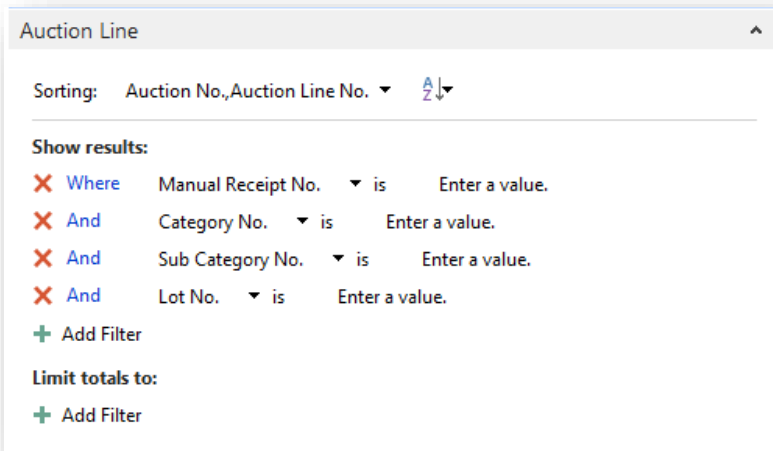 Auction Line
Sorting: Auction No.,Auction Line No. AZ
Show results:
Where Manual Receipt No. is Enter a value.
And Category No. is Enter a value.
And Sub Category No. is Enter a value.
And Lot No. is Enter a value.
Add Filter
Limit totals to:
Add Filter